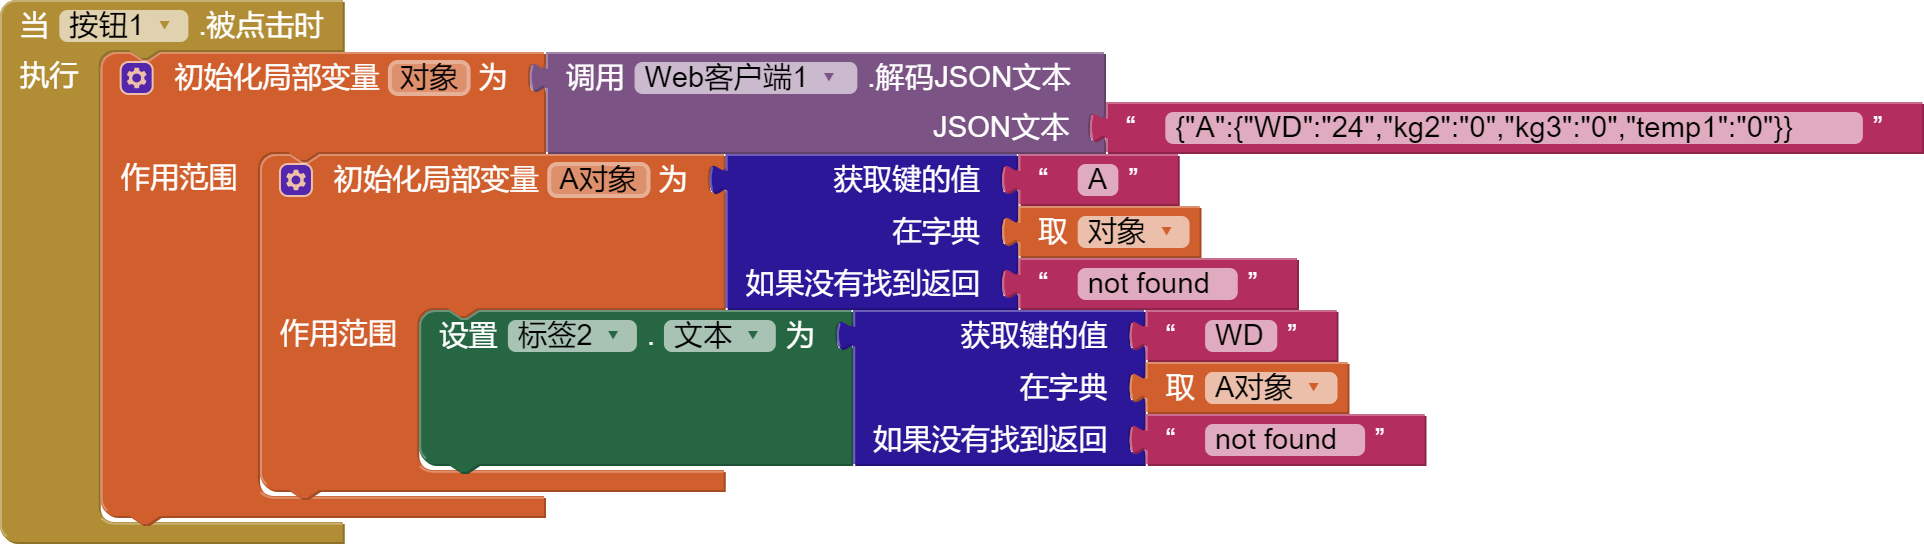 当 按钮1 .被点击时
执行 初始化局部变量 对象 为 调用 Web客户端1 .解码JSON文本
JSON文本 “ {"A":{"WD":"24","kg2":"0","kg3":"0","temp1":"0"}} ”
作用范围 初始化局部变量 A对象 为 获取键的值 “ A ”
在字典 取 对象
如果没有找到返回 “ not found ”
作用范围 设置 标签2 . 文本 为 获取键的值 “ WD ”
在字典 取 A对象
如果没有找到返回 “ not found ”